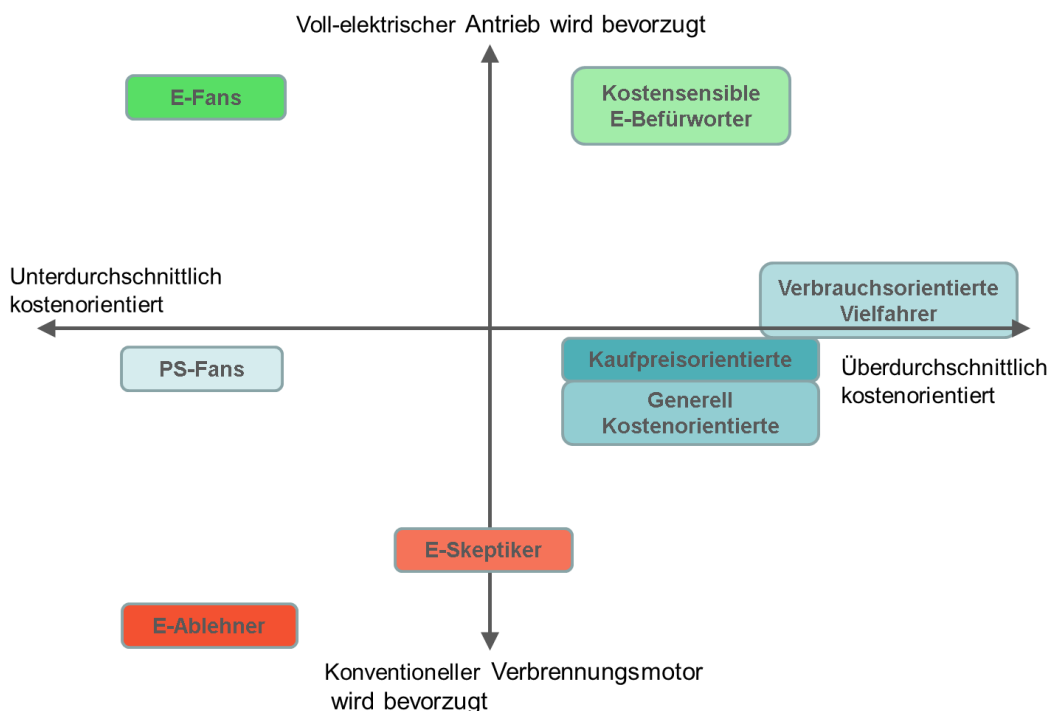 Voll-elektrischer Antrieb wird bevorzugt
E-Fans
Kostensensible
E-Befürworter
Unterdurchschnittlich
kostenorientiert
Verbrauchsorientierte
Vielfahrer
PS-Fans
Kaufpreisorientierte
Überdurchschnittlich
kostenorientiert
Generell
Kostenorientierte
E-Skeptiker
E-Ablehner
Konventioneller Verbrennungsmotor
wird bevorzugt